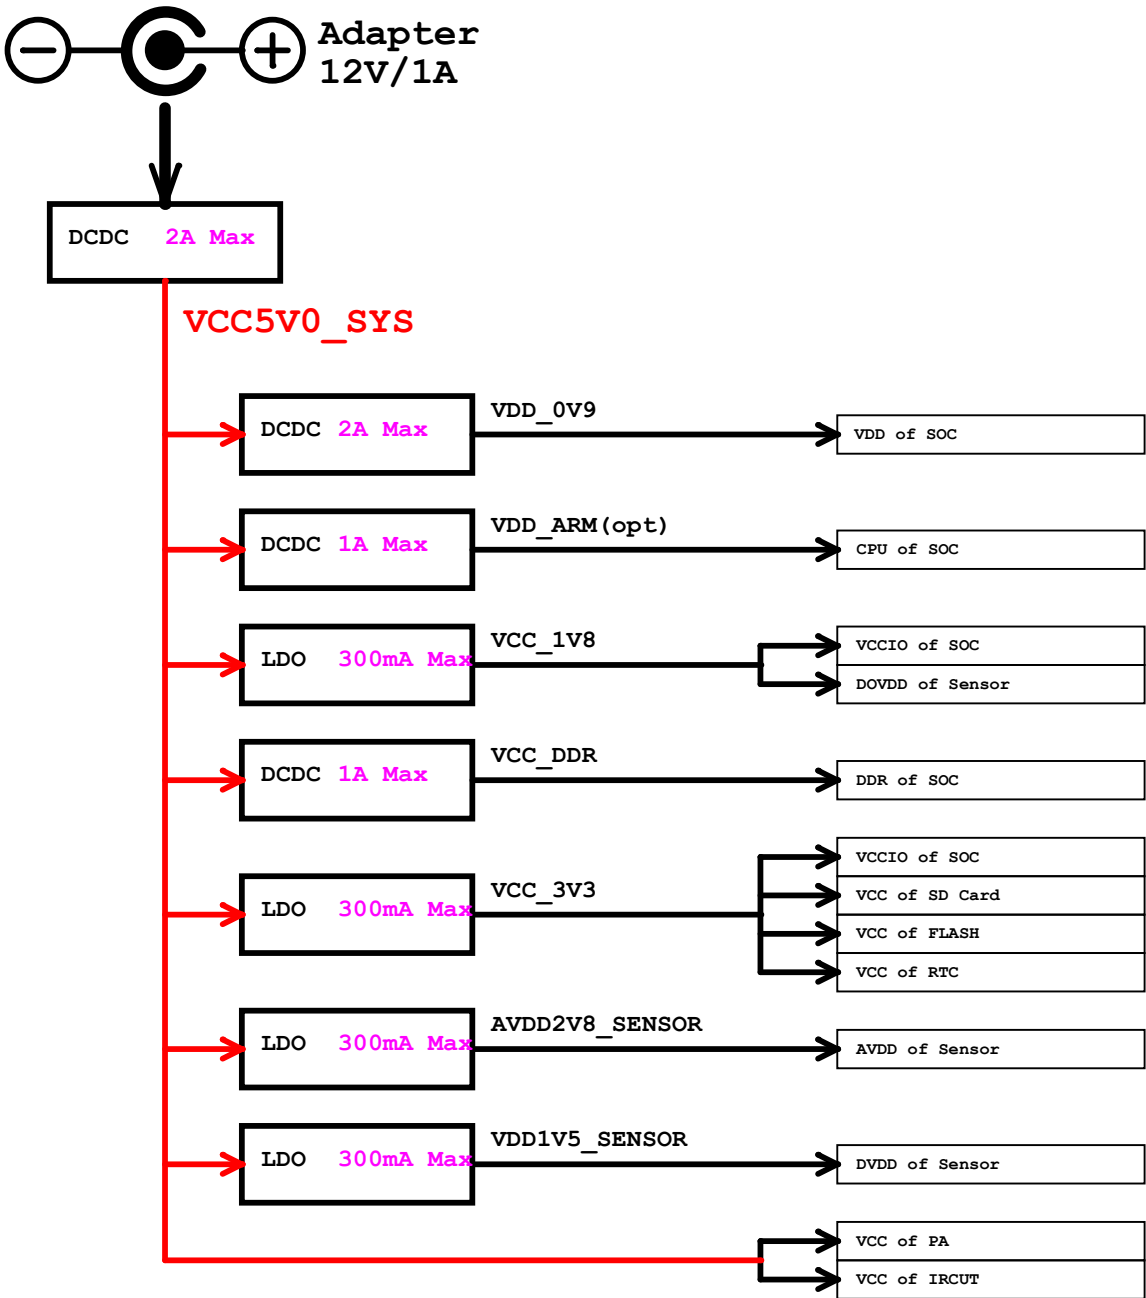 Adapter
12V/1A
DCDC 2A Max
VCC5V0_SYS
DCDC 2A Max
VDD_0V9
VDD of SOC
DCDC 1A Max
VDD_ARM(opt)
CPU of SOC
LDO 300mA Max
VCC_1V8
VCCIO of SOC
DOVDD of Sensor
DCDC 1A Max
VCC_DDR
DDR of SOC
LDO 300mA Max
VCC_3V3
VCCIO of SOC
VCC of SD Card
VCC of FLASH
VCC of RTC
LDO 300mA Max
AVDD2V8_SENSOR
AVDD of Sensor
LDO 300mA Max
VDD1V5_SENSOR
DVDD of Sensor
VCC of PA
VCC of IRCUT